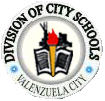 DIVISION OF CITY SCHOOLS
VALENZUELA CITY